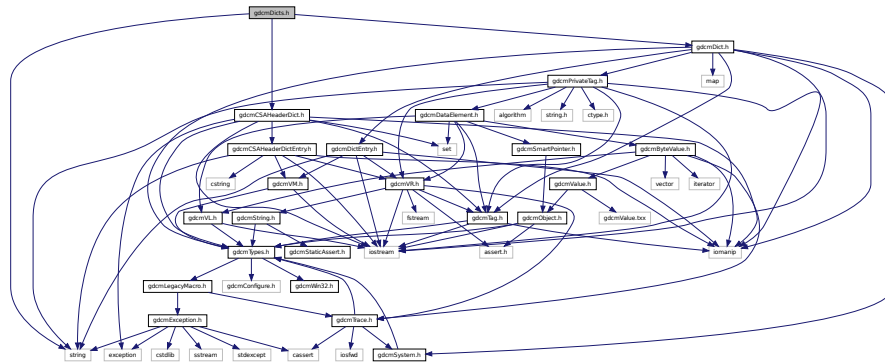 gdcmDicts.h
gdcmDict.h
gdcmPrivateTag.h
map
gdcmCSAHeaderDict.h
gdcmDataElement.h
algorithm
string.h
ctype.h
gdcmCSAHeaderDictEntry.h
gdcmDictEntry.h
set
gdcmSmartPointer.h
gdcmByteValue.h
cstring
gdcmVM.h
gdcmVR.h
gdcmValue.h
vector
iterator
gdcmVL.h
gdcmString.h
fstream
gdcmTag.h
gdcmObject.h
gdcmValue.txx
gdcmTypes.h
gdcmStaticAssert.h
iostream
assert.h
iomanip
gdcmLegacyMacro.h
gdcmConfigure.h
gdcmWin32.h
gdcmException.h
gdcmTrace.h
string
exception
cstdlib
sstream
stdexcept
cassert
iosfwd
gdcmSystem.h